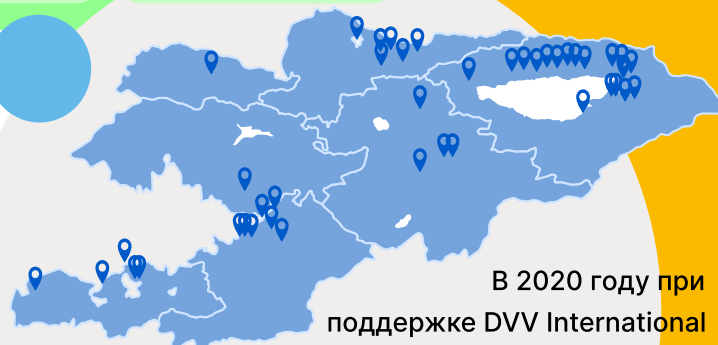 В 2020 году при
поддержке DVV International